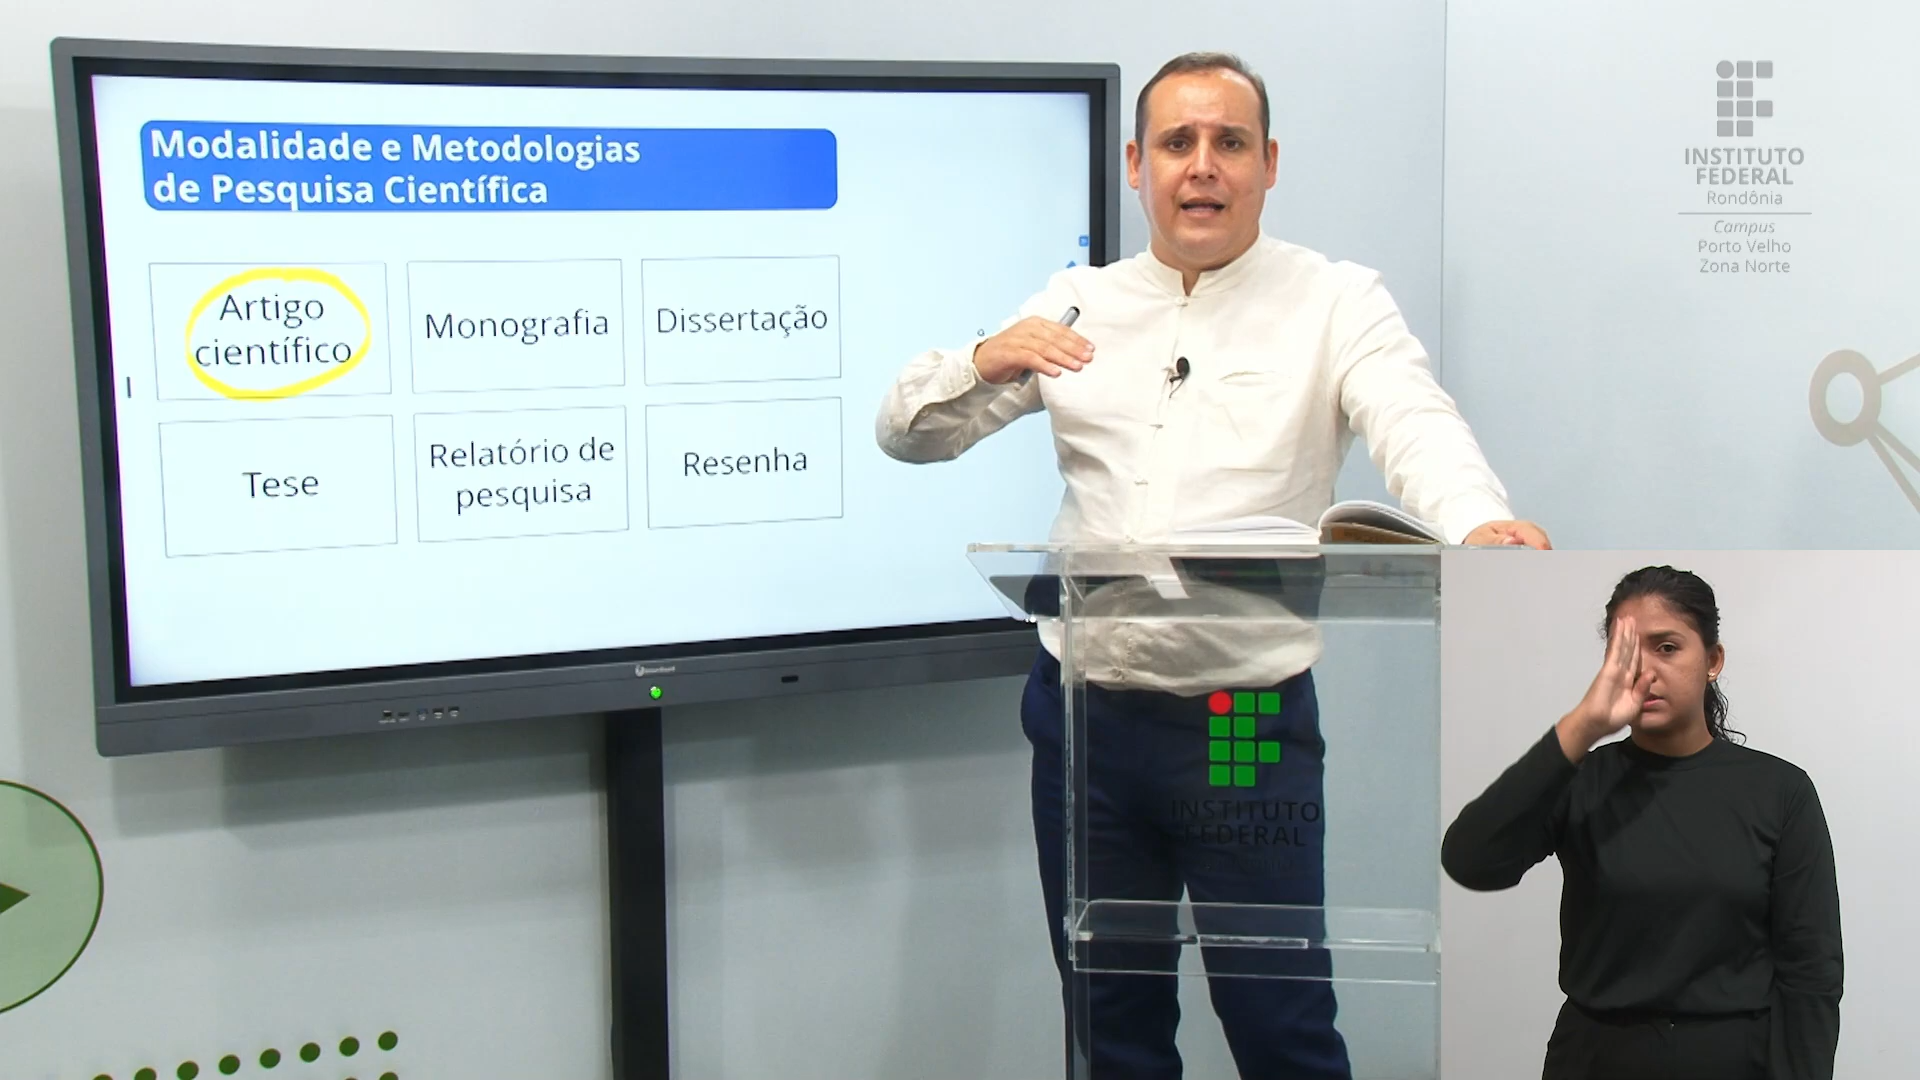 Modalidade e Metodologias
de Pesquisa Científica
Artigo
científico
Monografia
Dissertação
Tese
Relatório de
pesquisa
Resenha
INSTITUTO
FEDERAL
Rondônia
Campus
Porto Velho
Zona Norte
INSTITUTO
FEDERAL